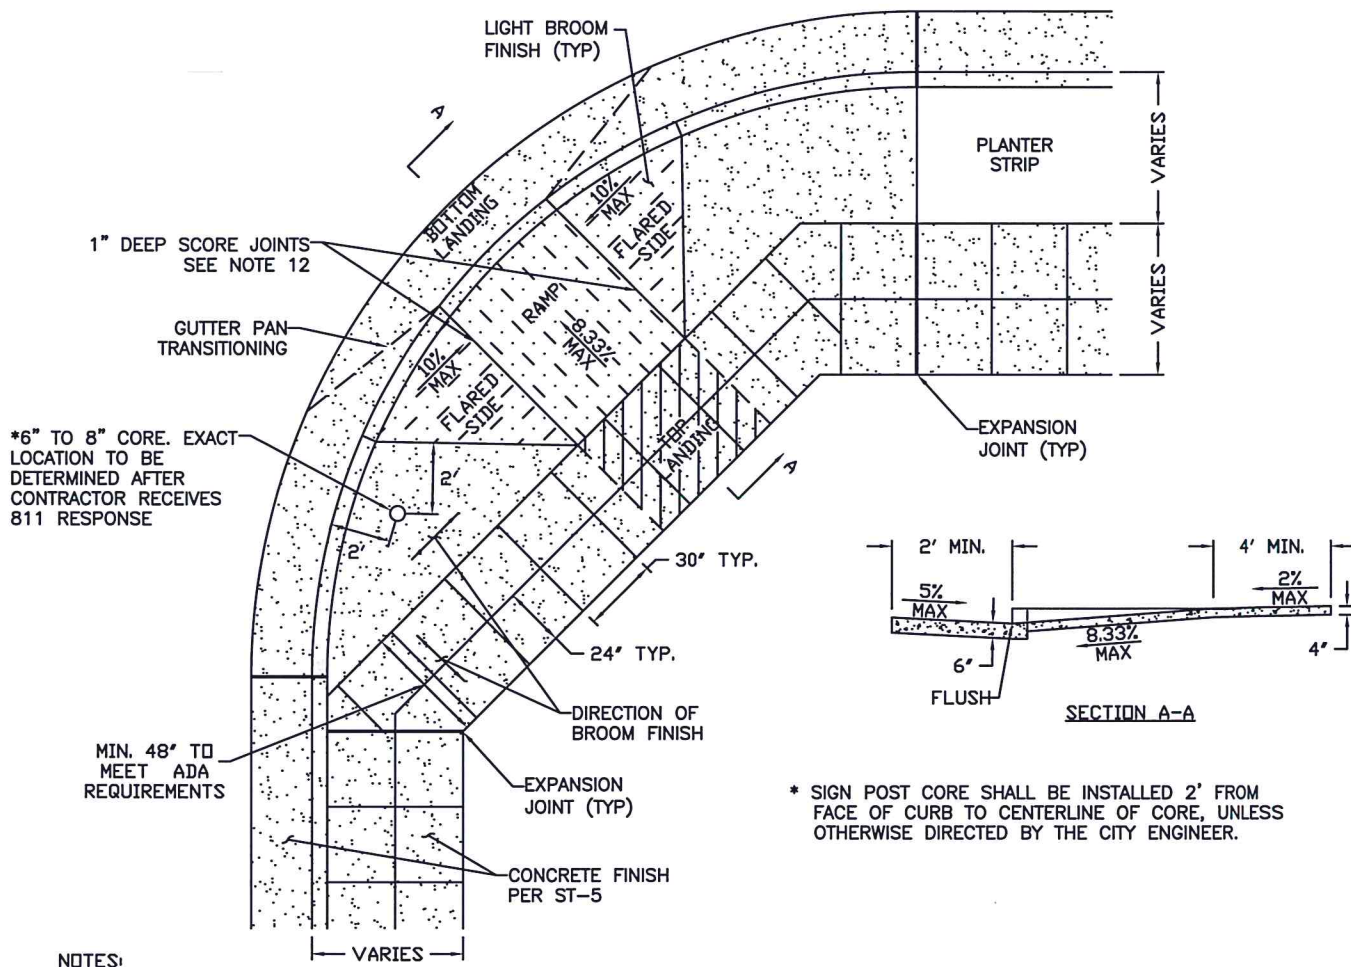 LIGHT BROOM
FINISH (TYP)
A
PLANTER
STRIP
VARIES
BOTTOM
LANDING
10%
MAX
FLARED
SIDE
1" DEEP SCORE JOINTS
SEE NOTE 12
RAMP
8.33%
MAX
VARIES
GUTTER PAN
TRANSITIONING
10%
MAX
FLARED
SIDE
TOP
LANDING
A
EXPANSION
JOINT (TYP)
*6" TO 8" CORE. EXACT
LOCATION TO BE
DETERMINED AFTER
CONTRACTOR RECEIVES
811 RESPONSE
2'
2'
30" TYP.
24" TYP.
2' MIN.
4' MIN.
5%
MAX
2%
MAX
8.33%
MAX
6"
4"
FLUSH
SECTION A-A
DIRECTION OF
BROOM FINISH
MIN. 48" TO
MEET ADA
REQUIREMENTS
EXPANSION
JOINT (TYP)
* SIGN POST CORE SHALL BE INSTALLED 2' FROM
FACE OF CURB TO CENTERLINE OF CORE, UNLESS
OTHERWISE DIRECTED BY THE CITY ENGINEER.
CONCRETE FINISH
PER ST-5
VARIES
NOTES: